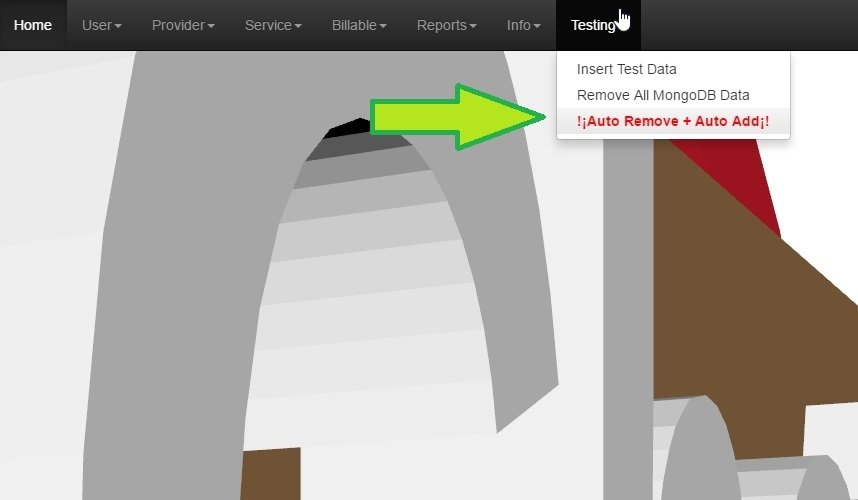 Home User Provider Service Billable Reports Info Testing
Insert Test Data
Remove All MongoDB Data
!¡Auto Remove + Auto Add¡!